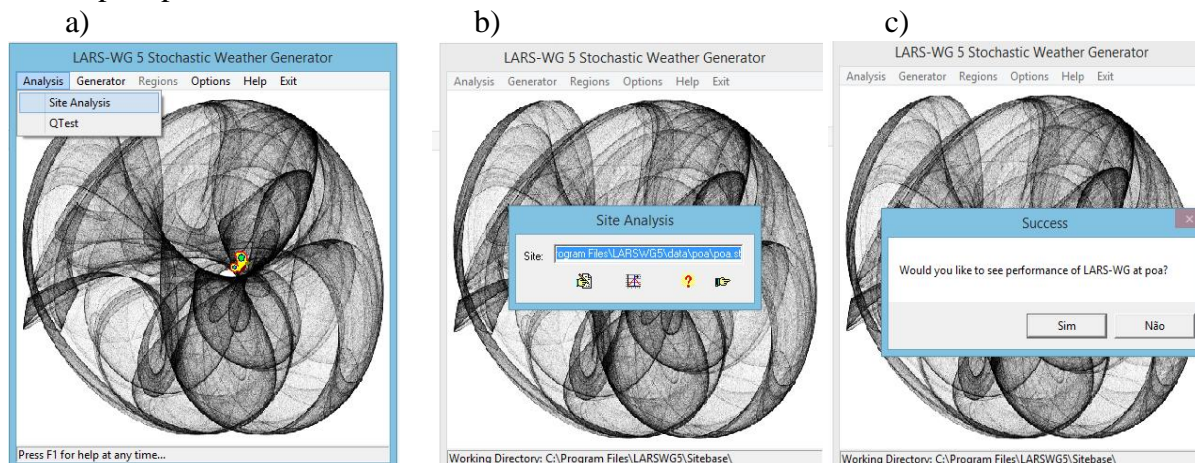 a)
LARS-WG 5 Stochastic Weather Generator
Analysis Generator Regions Options Help Exit
Site Analysis
QTest
Press F1 for help at any time...
b)
LARS-WG 5 Stochastic Weather Generator
Analysis Generator Regions Options Help Exit
Site Analysis
Site: ogram Files\LARSWG5\data\poa\poa.st
?
Working Directory: C:\Program Files\LARSWG5\Sitebase\
c)
LARS-WG 5 Stochastic Weather Generator
Analysis Generator Regions Options Help Exit
Success
Would you like to see performance of LARS-WG at poa?
Sim Não
Working Directory: C:\Program Files\LARSWG5\Sitebase\